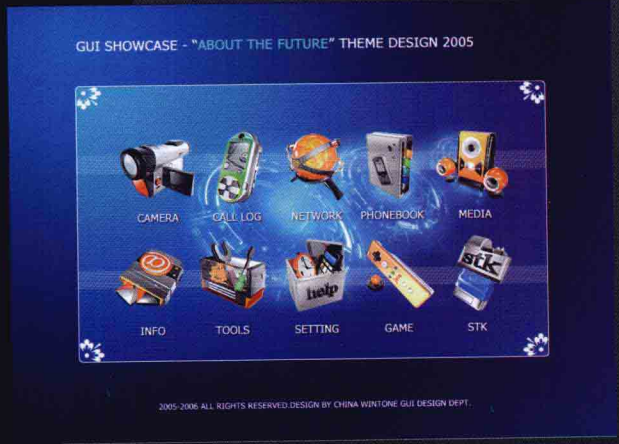 GUI SHOWCASE - "ABOUT THE FUTURE" THEME DESIGN 2005
CAMERA CALL LOG NETWORK PHONEBOOK MEDIA
stk
help
INFO TOOLS SETTING GAME STK
2005-2006 ALL RIGHTS RESERVED.DESIGN BY CHINA WINTONE GUI DESIGN DEPT.